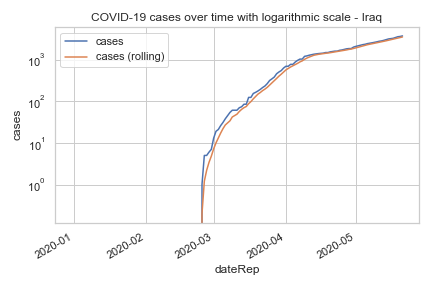 COVID-19 cases over time with logarithmic scale - Iraq
cases
cases (rolling)
cases
10³
10²
10¹
10⁰
2020-01
2020-02
2020-03
2020-04
2020-05
dateRep